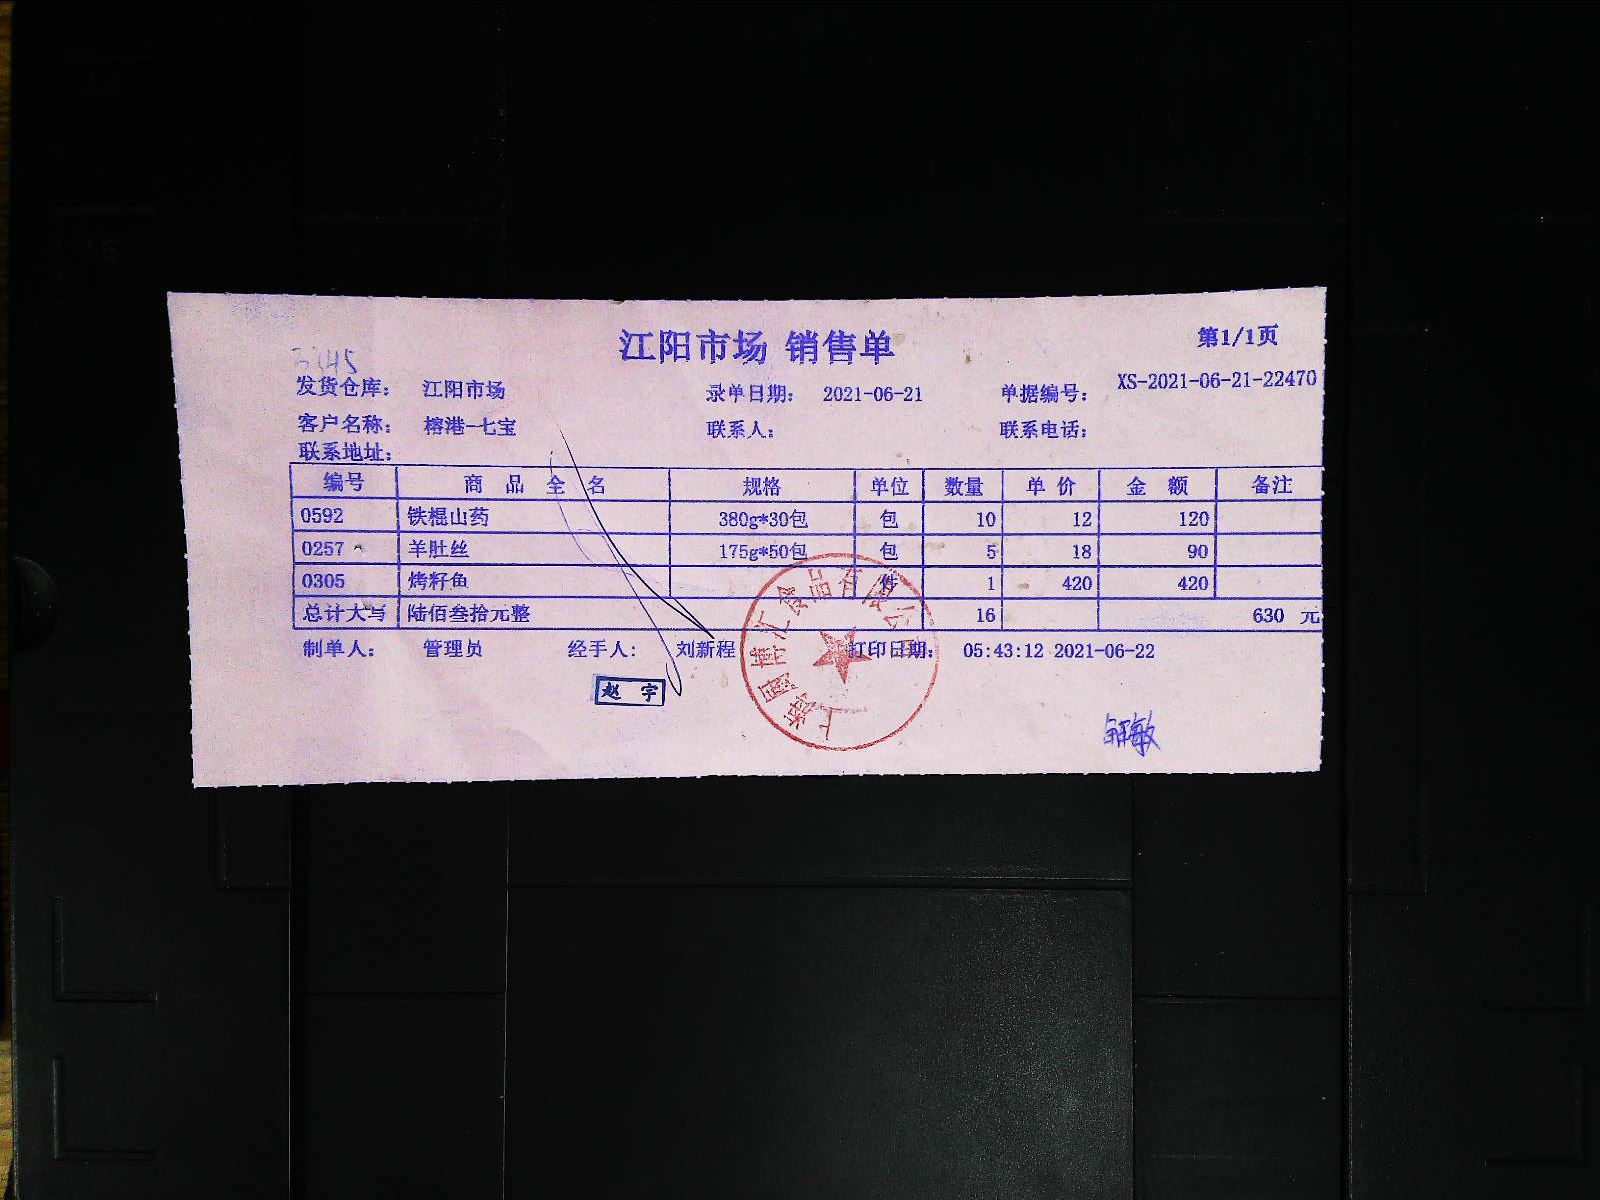 江阳市场 销售单
第1/1页
发货仓库： 江阳市场 录单日期： 2021-06-21 单据编号： XS-2021-06-21-22470
客户名称： 榕港-七宝 联系人： 联系电话：
联系地址：
编号 商 品 全 名 规格 单位 数量 单 价 金 额 备注
0592 铁棍山药 380g*30包 包 10 12 120
0257 羊肚丝 175g*50包 包 5 18 90
0305 烤籽鱼 件 1 420 420
总计大写 陆佰叁拾元整 16 630 元
制单人： 管理员 经手人： 刘新程 打印日期： 05:43:12 2021-06-22
赵 宇